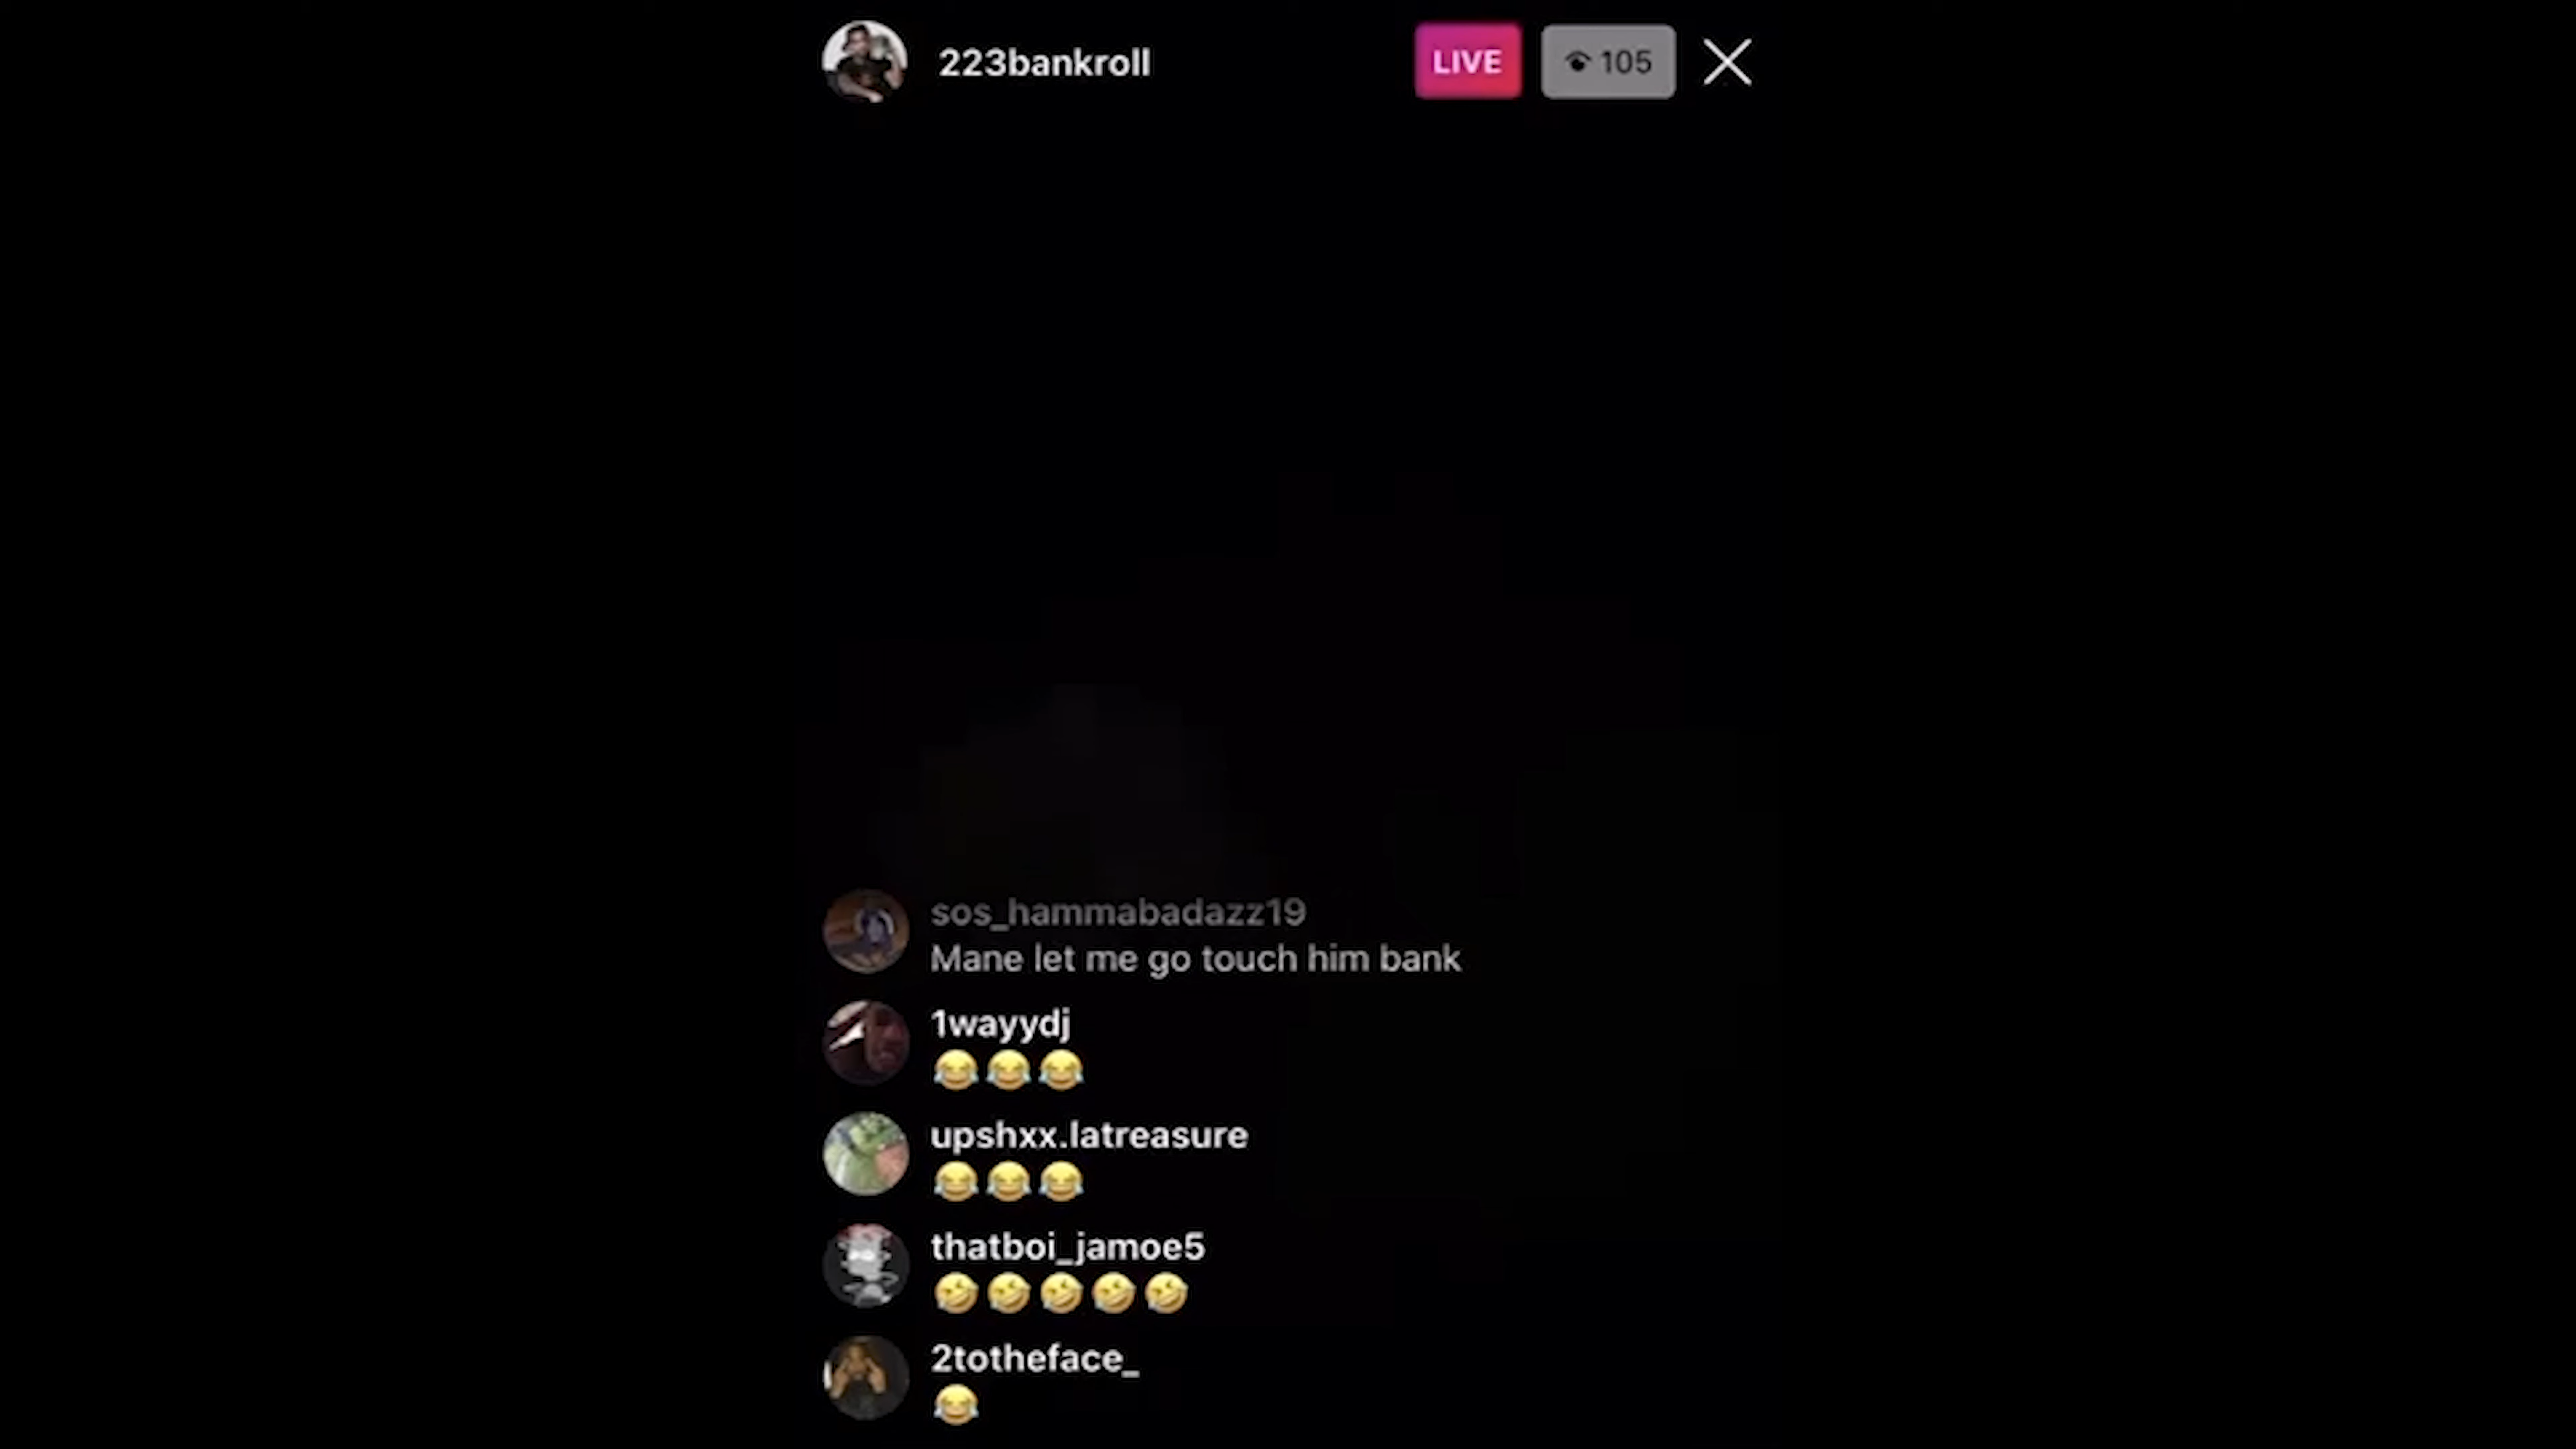 223bankroll
LIVE
105
sos_hammabadazz19
Mane let me go touch him bank
1wayydj
😂😂😂
upshxx.latreasure
😂😂😂
thatboi_jamoe5
🤣🤣🤣🤣🤣
2totheface_
😂